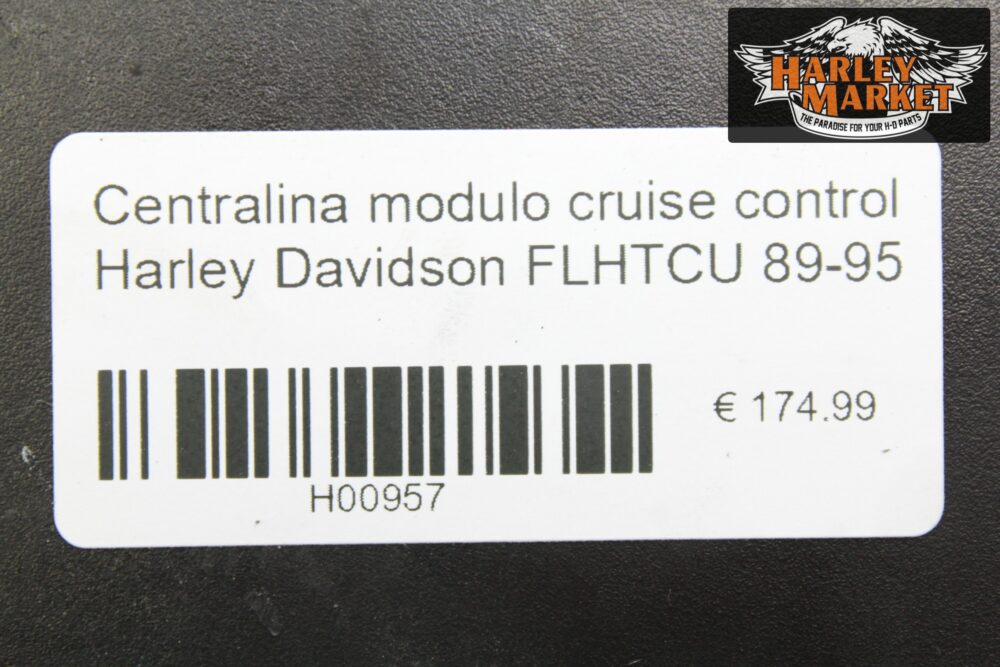 HARLEY
MARKET
THE PARADISE FOR YOUR H-D PARTS
Centralina modulo cruise control
Harley Davidson FLHTCU 89-95
€ 174.99
H00957